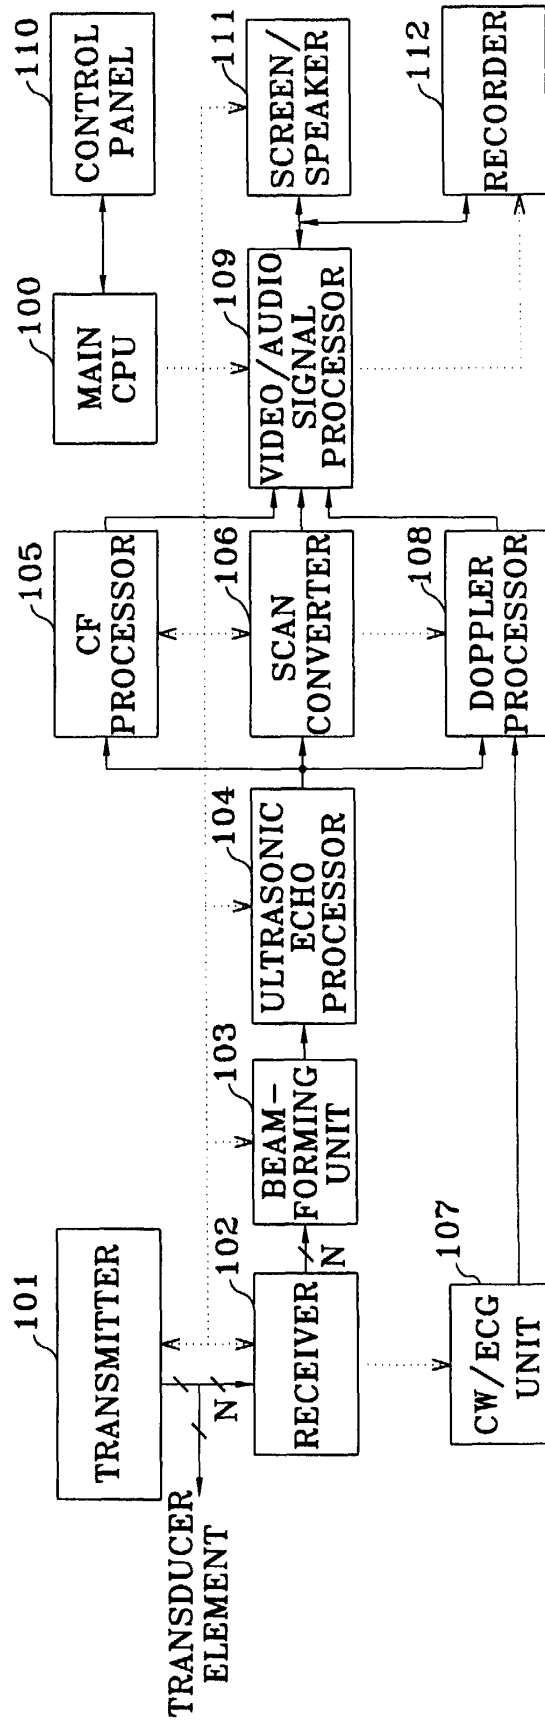 101
TRANSMITTER
TRANSDUCER
ELEMENT
N
102
RECEIVER
N
103
BEAM-
FORMING
UNIT
104
ULTRASONIC
ECHO
PROCESSOR
105
CF
PROCESSOR
106
SCAN
CONVERTER
107
CW/ECG
UNIT
108
DOPPLER
PROCESSOR
100
MAIN
CPU
109
VIDEO/AUDIO
SIGNAL
PROCESSOR
110
CONTROL
PANEL
111
SCREEN/
SPEAKER
112
RECORDER